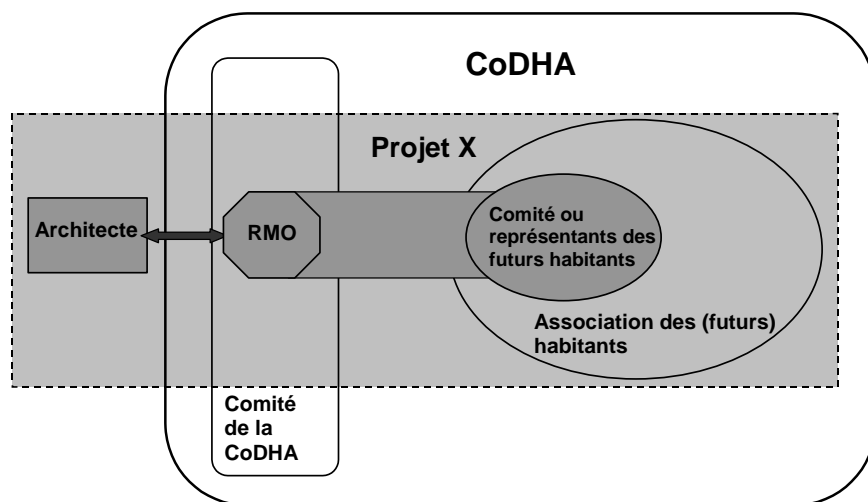 CoDHA
Projet X
Architecte
RMO
Comité ou
représentants des
futurs habitants
Association des (futurs)
habitants
Comité
de la
CoDHA